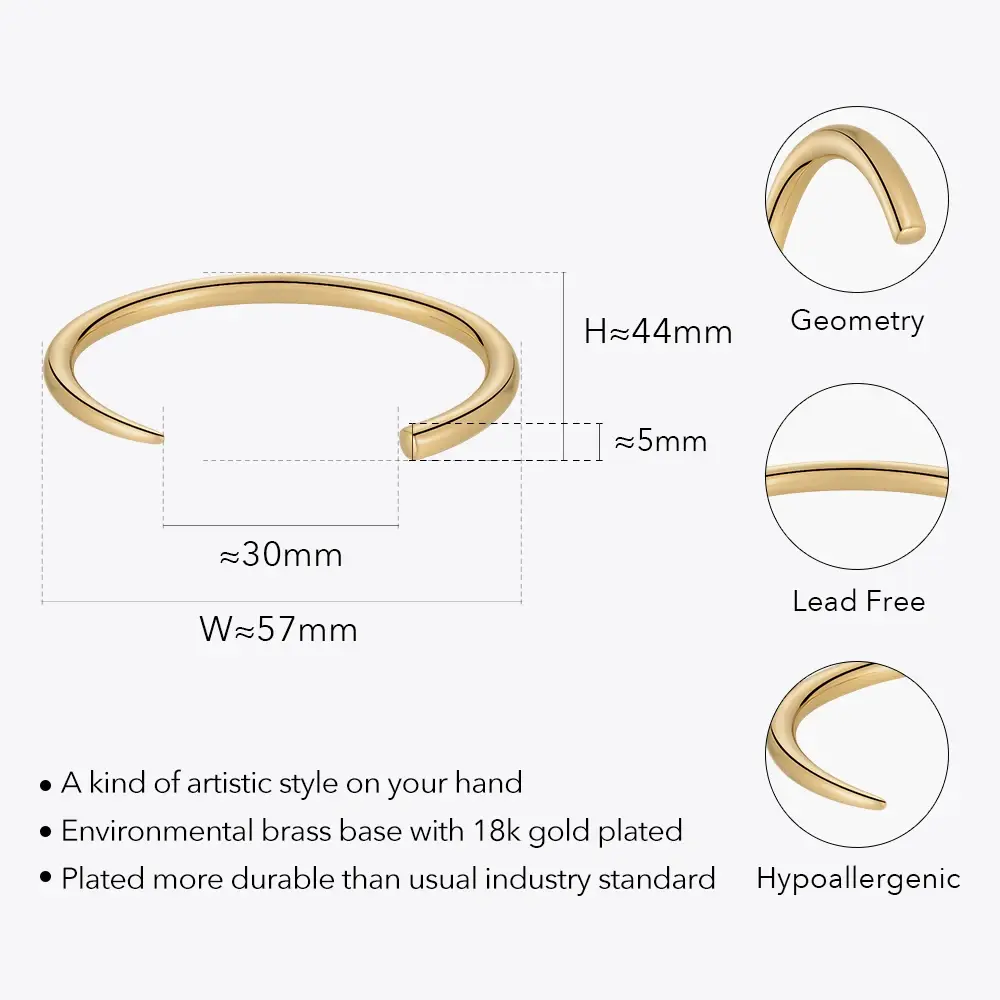 H≈44mm
≈5mm
≈30mm
W≈57mm
Geometry
Lead Free
Hypoallergenic
• A kind of artistic style on your hand
• Environmental brass base with 18k gold plated
• Plated more durable than usual industry standard